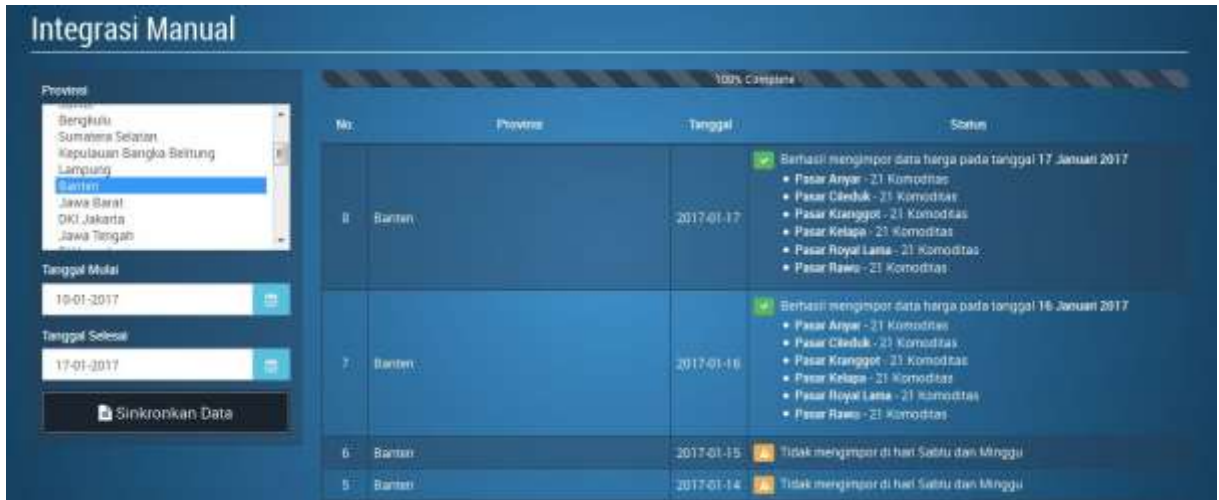 Integrasi Manual
Provinsi
Bengkulu
Sumatera Selatan
Kepulauan Bangka Belitung
Lampung
Banten
Jawa Barat
DKI Jakarta
Jawa Tengah
Tanggal Mulai
10-01-2017
Tanggal Selesai
17-01-2017
Sinkronkan Data
100% Complete
No. Provinsi Tanggal Status
8 Banten 2017-01-17 Berhasil mengimpor data harga pada tanggal 17 Januari 2017
Pasar Anyar - 21 Komoditas
Pasar Cileduk - 21 Komoditas
Pasar Kranggot - 21 Komoditas
Pasar Kelapa - 21 Komoditas
Pasar Royal Lama - 21 Komoditas
Pasar Rawu - 21 Komoditas
7 Banten 2017-01-16 Berhasil mengimpor data harga pada tanggal 16 Januari 2017
Pasar Anyar - 21 Komoditas
Pasar Cileduk - 21 Komoditas
Pasar Kranggot - 21 Komoditas
Pasar Kelapa - 21 Komoditas
Pasar Royal Lama - 21 Komoditas
Pasar Rawu - 21 Komoditas
6 Banten 2017-01-15 Tidak mengimpor di hari Sabtu dan Minggu
5 Banten 2017-01-14 Tidak mengimpor di hari Sabtu dan Minggu